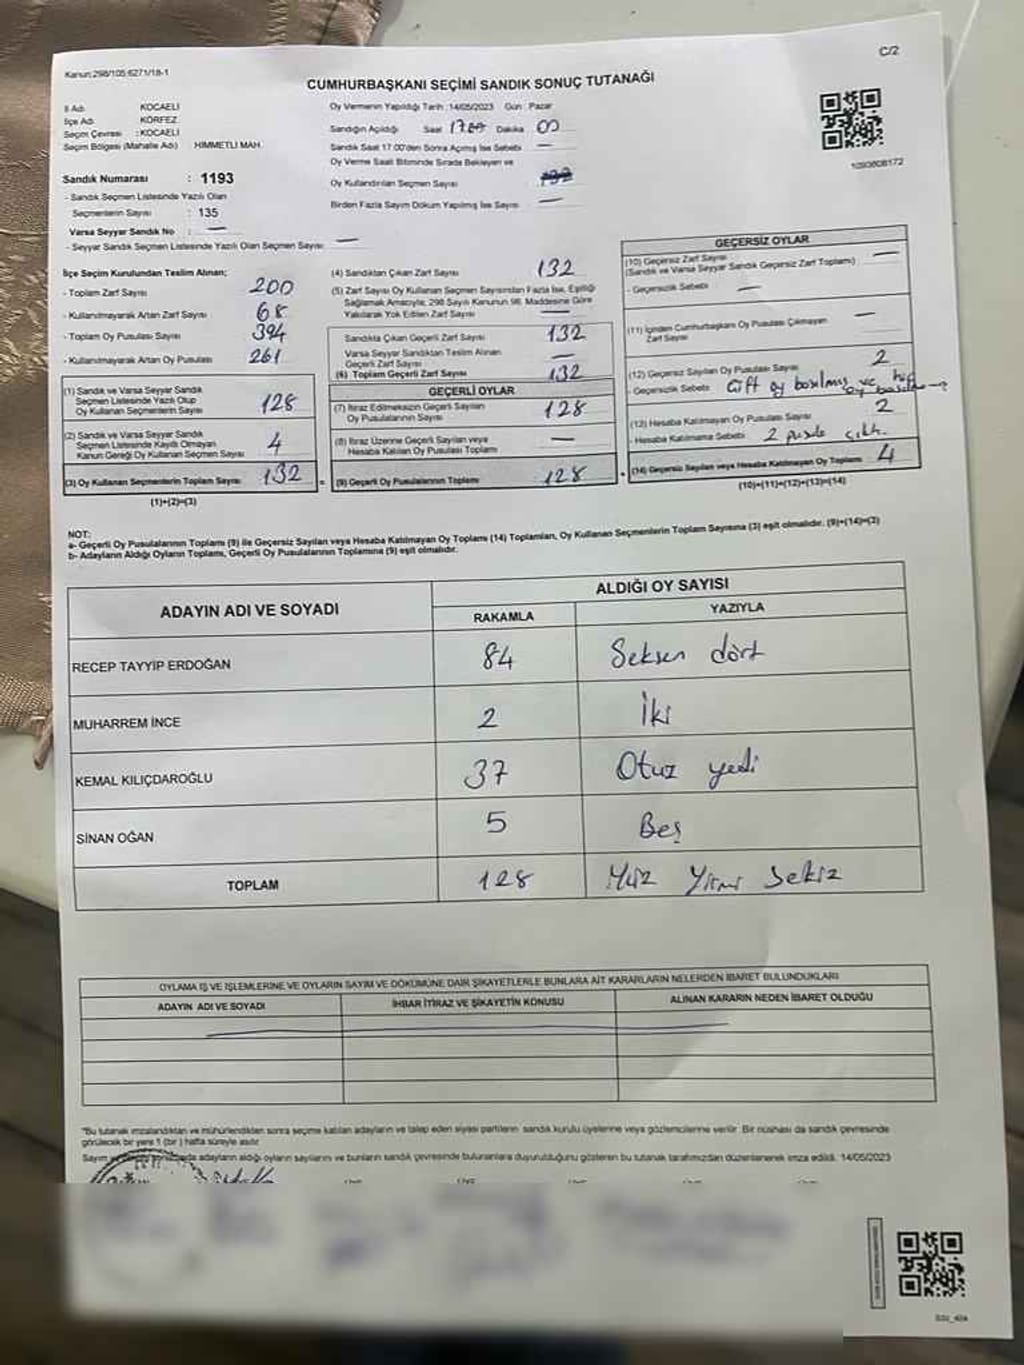 Kanun:298/105 6271/18-1
C/2
CUMHURBAŞKANI SEÇİMİ SANDIK SONUÇ TUTANAĞI
İl Adı KOCAELİ
İlçe Adı KÖRFEZ
Seçim Çevresi : KOCAELİ
Seçim Bölgesi (Mahalle Adı) HİMMETLİ MAH.
Sandık Numarası : 1193
- Sandık Seçmen Listesinde Yazılı Olan
Seçmenlerin Sayısı : 135
Varsa Seyyar Sandık No : —
- Seyyar Sandık Seçmen Listesinde Yazılı Olan Seçmen Sayısı —
Oy Vermenin Yapıldığı Tarih : 14/05/2023 Gün : Pazar
Sandığın Açıldığı Saat 17:00 Dakika 00
Sandık Saat 17.00'den Sonra Açılmış İse Sebebi —
Oy Verme Saati Bitiminde Sırada Bekleyen ve
Oy Kullandırılan Seçmen Sayısı
Birden Fazla Sayım Döküm Yapılmış İse Sayısı —
1093808172
İlçe Seçim Kurulundan Teslim Alınan;
- Toplam Zarf Sayısı 200
- Kullanılmayarak Artan Zarf Sayısı 68
- Toplam Oy Pusulası Sayısı 394
- Kullanılmayarak Artan Oy Pusulası 261
(1) Sandık ve Varsa Seyyar Sandık
Seçmen Listesinde Yazılı Olup
Oy Kullanan Seçmenlerin Sayısı 128
(2) Sandık ve Varsa Seyyar Sandık
Seçmen Listesinde Kayıtlı Olmayan
Kanun Gereği Oy Kullanan Seçmen Sayısı 4
(3) Oy Kullanan Seçmenlerin Toplam Sayısı 132
(1)+(2)=(3)
(4) Sandıktan Çıkan Zarf Sayısı 132
(5) Zarf Sayısı Oy Kullanan Seçmen Sayısından Fazla İse, Eşitliği
Sağlamak Amacıyla, 298 Sayılı Kanunun 98. Maddesine Göre
Yakılarak Yok Edilen Zarf Sayısı —
Sandıkta Çıkan Geçerli Zarf Sayısı 132
Varsa Seyyar Sandıktan Teslim Alınan
Geçerli Zarf Sayısı —
(6) Toplam Geçerli Zarf Sayısı 132
GEÇERLİ OYLAR
(7) İtiraz Edilmeksizin Geçerli Sayılan
Oy Pusulalarının Sayısı 128
(8) İtiraz Üzerine Geçerli Sayılan veya
Hesaba Katılan Oy Pusulası Toplamı —
(9) Geçerli Oy Pusulalarının Toplamı 128
GEÇERSİZ OYLAR
(10) Geçersiz Zarf Sayısı —
(Sandık ve Varsa Seyyar Sandık Geçersiz Zarf Toplamı)
- Geçersizlik Sebebi —
(11) İçinden Cumhurbaşkanı Oy Pusulası Çıkmayan
Zarf Sayısı —
(12) Geçersiz Sayılan Oy Pusulası Sayısı 2
- Geçersizlik Sebebi Çift oy basılmış ve hiç
(13) Hesaba Katılmayan Oy Pusulası Sayısı 2
- Hesaba Katılmama Sebebi 2 pusula çıktı.
(14) Geçersiz Sayılan veya Hesaba Katılmayan Oy Toplamı 4
(10)+(11)+(12)+(13)=(14)
NOT:
a- Geçerli Oy Pusulalarının Toplamı (9) ile Geçersiz Sayılan veya Hesaba Katılmayan Oy Toplamı (14) Toplamları, Oy Kullanan Seçmenlerin Toplam Sayısına (3) eşit olmalıdır. (9)+(14)=(3)
b- Adayların Aldığı Oyların Toplamı, Geçerli Oy Pusulalarının Toplamına (9) eşit olmalıdır.
ADAYIN ADI VE SOYADI
ALDIĞI OY SAYISI
RAKAMLA YAZIYLA
RECEP TAYYİP ERDOĞAN 84 Seksen dört
MUHARREM İNCE 2 İki
KEMAL KILIÇDAROĞLU 37 Otuz yedi
SİNAN OĞAN 5 Beş
TOPLAM 128 Yüz Yirmi Sekiz
OYLAMA İŞ VE İŞLEMLERİNE VE OYLARIN SAYIM VE DÖKÜMÜNE DAİR ŞİKAYETLERLE BUNLARA AİT KARARLARIN NELERDEN İBARET BULUNDUKLARI
ADAYIN ADI VE SOYADI İHBAR İTİRAZ VE ŞİKAYETİN KONUSU ALINAN KARARIN NEDEN İBARET OLDUĞU
"Bu tutanak imzalandıktan ve mühürlendikten sonra seçime katılan adayların ve talep eden siyasi partilerin sandık kurulu üyelerine veya gözlemcilerine verilir. Bir nüshası da sandık çevresinde
görülecek bir yere 1 (bir) hafta süreyle asılır
Sayım adayların aldığı oyların sayılarını ve bunların sandık çevresinde bulunanlara duyurulduğunu gösteren bu tutanak tarafımızdan düzenlenerek imza edildi. 14/05/2023